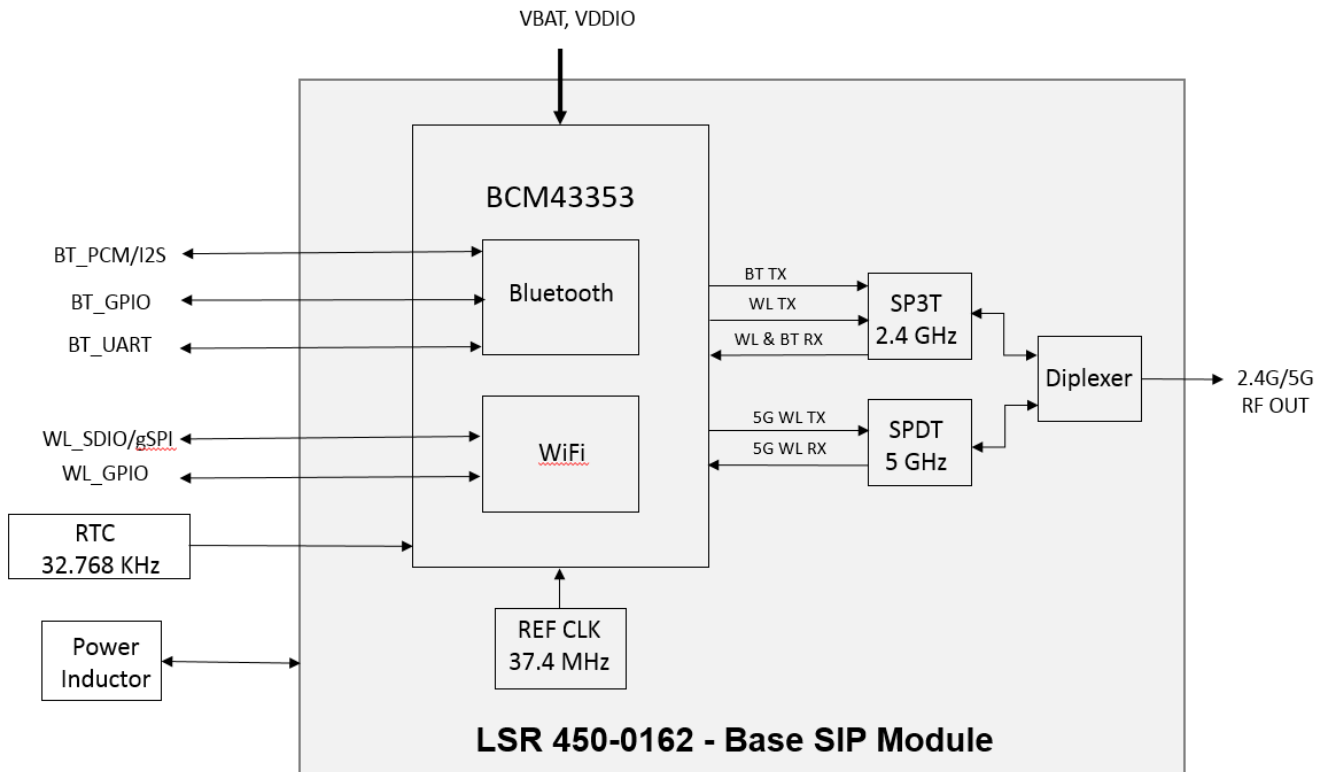 VBAT, VDDIO
BCM43353
BT_PCM/I2S
Bluetooth
BT_GPIO
BT_UART
BT TX
WL TX
WL & BT RX
SP3T
2.4 GHz
Diplexer
2.4G/5G
RF OUT
5G WL TX
5G WL RX
SPDT
5 GHz
WL_SDIO/gSPI
WiFi
WL_GPIO
RTC
32.768 KHz
REF CLK
37.4 MHz
Power
Inductor
LSR 450-0162 - Base SIP Module